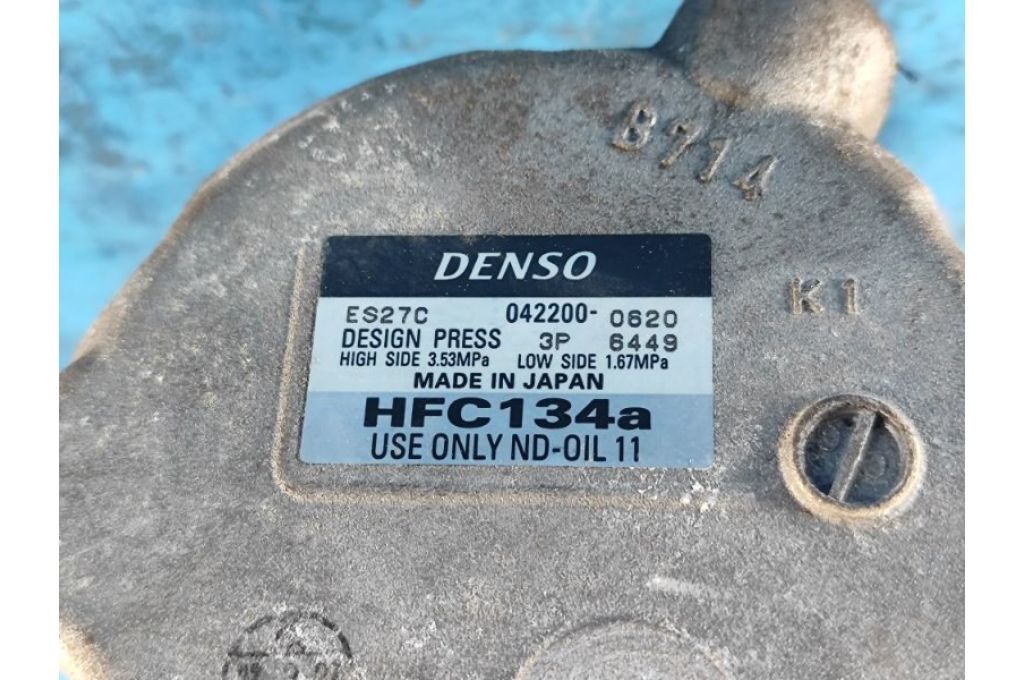 B714
K1
DENSO
ES27C 042200-0620
DESIGN PRESS 3P 6449
HIGH SIDE 3.53MPa LOW SIDE 1.67MPa
MADE IN JAPAN
HFC134a
USE ONLY ND-OIL 11